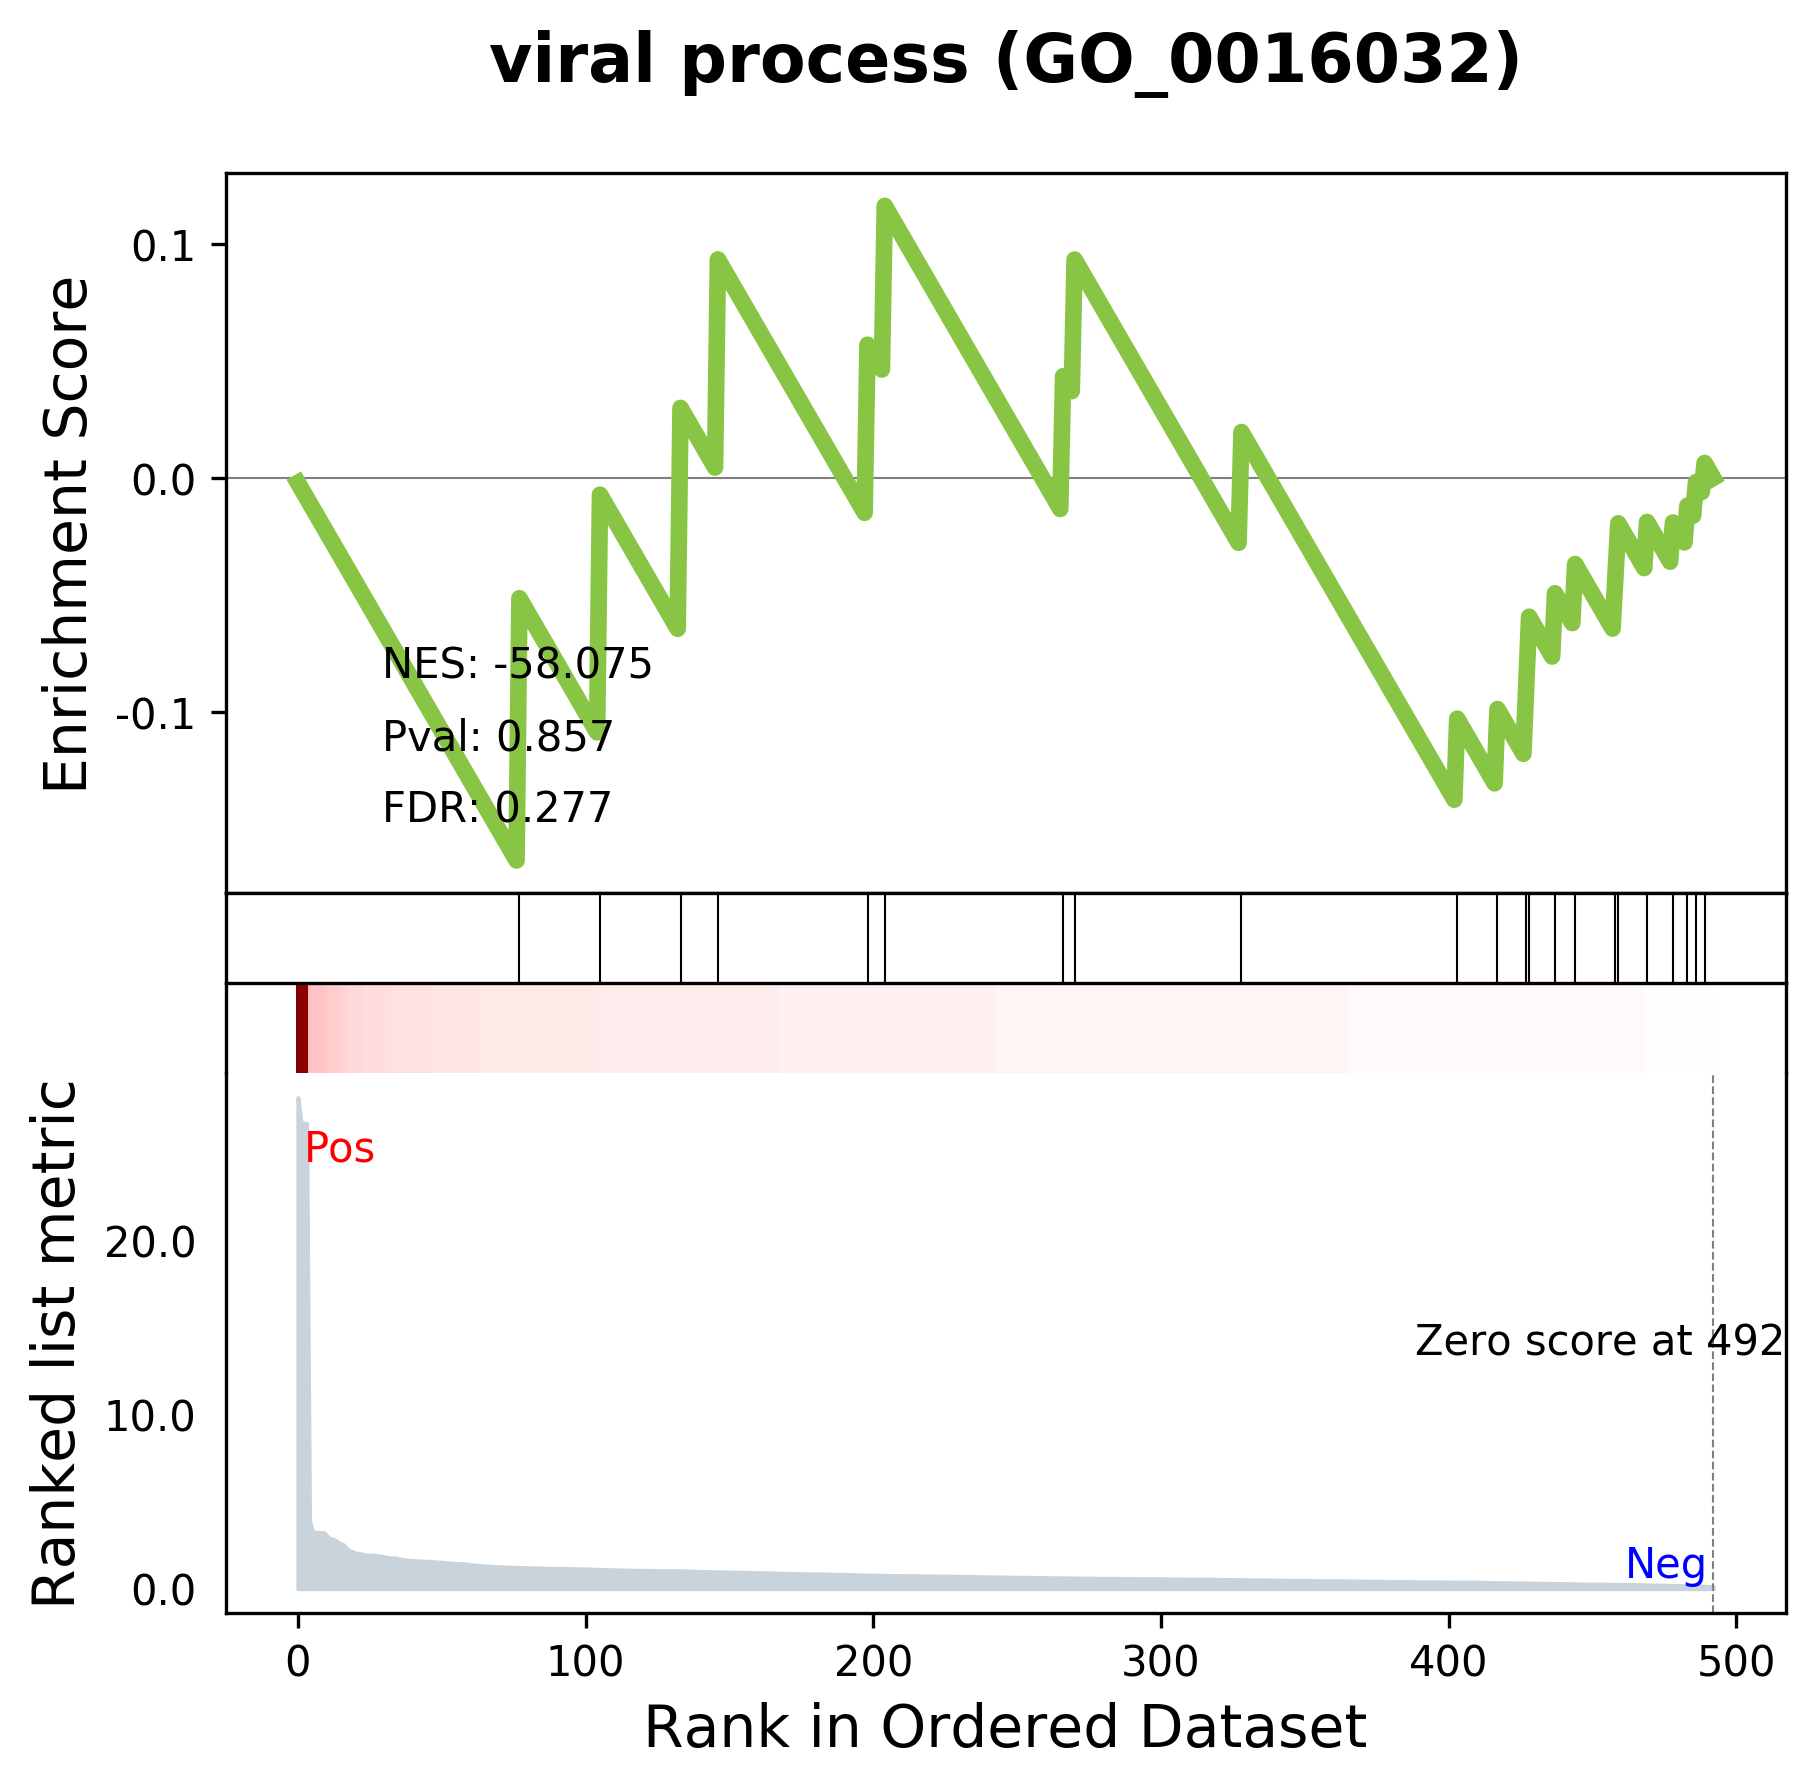 viral process (GO_0016032)
Enrichment Score
0.1
0.0
-0.1
NES: -58.075
Pval: 0.857
FDR: 0.277
Ranked list metric
Pos
20.0
Zero score at 492
10.0
Neg
0.0
0 100 200 300 400 500
Rank in Ordered Dataset